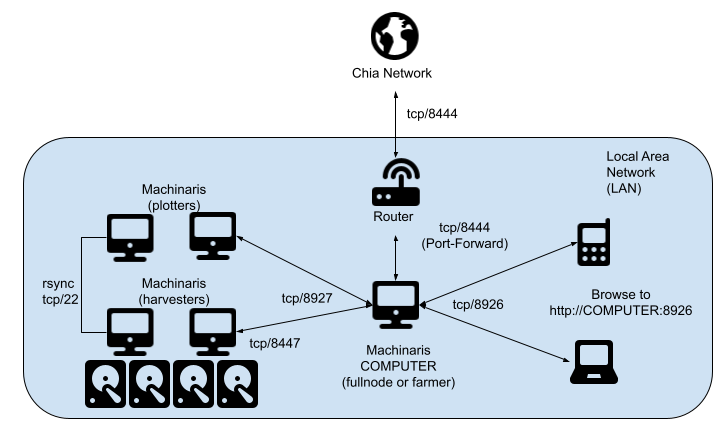 Chia Network
tcp/8444
Local Area
Network
(LAN)
Machinaris
(plotters)
Router
tcp/8444
(Port-Forward)
rsync
tcp/22
Machinaris
(harvesters)
tcp/8927
tcp/8926
Browse to
http://COMPUTER:8926
tcp/8447
Machinaris
COMPUTER
(fullnode or farmer)